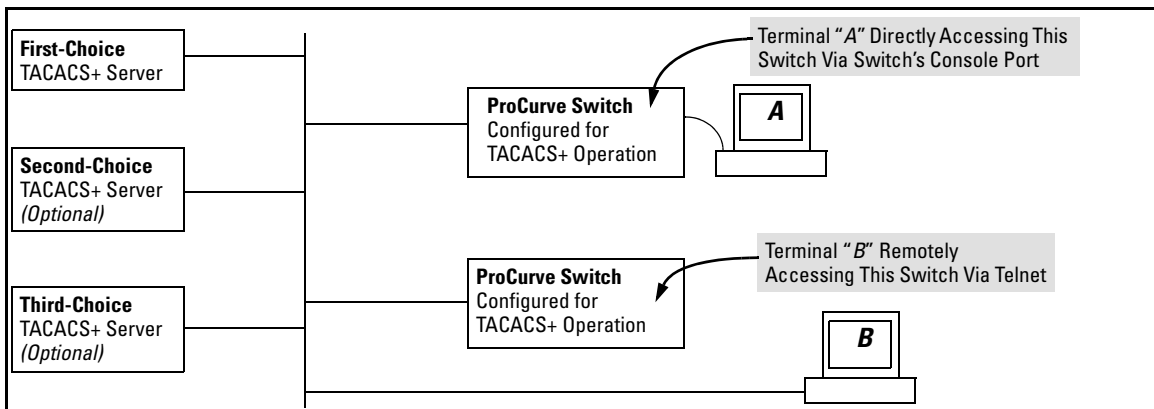 First-Choice
TACACS+ Server
Second-Choice
TACACS+ Server
(Optional)
Third-Choice
TACACS+ Server
(Optional)
ProCurve Switch
Configured for
TACACS+ Operation
Terminal “A” Directly Accessing This
Switch Via Switch’s Console Port
A
ProCurve Switch
Configured for
TACACS+ Operation
Terminal “B” Remotely
Accessing This Switch Via Telnet
B